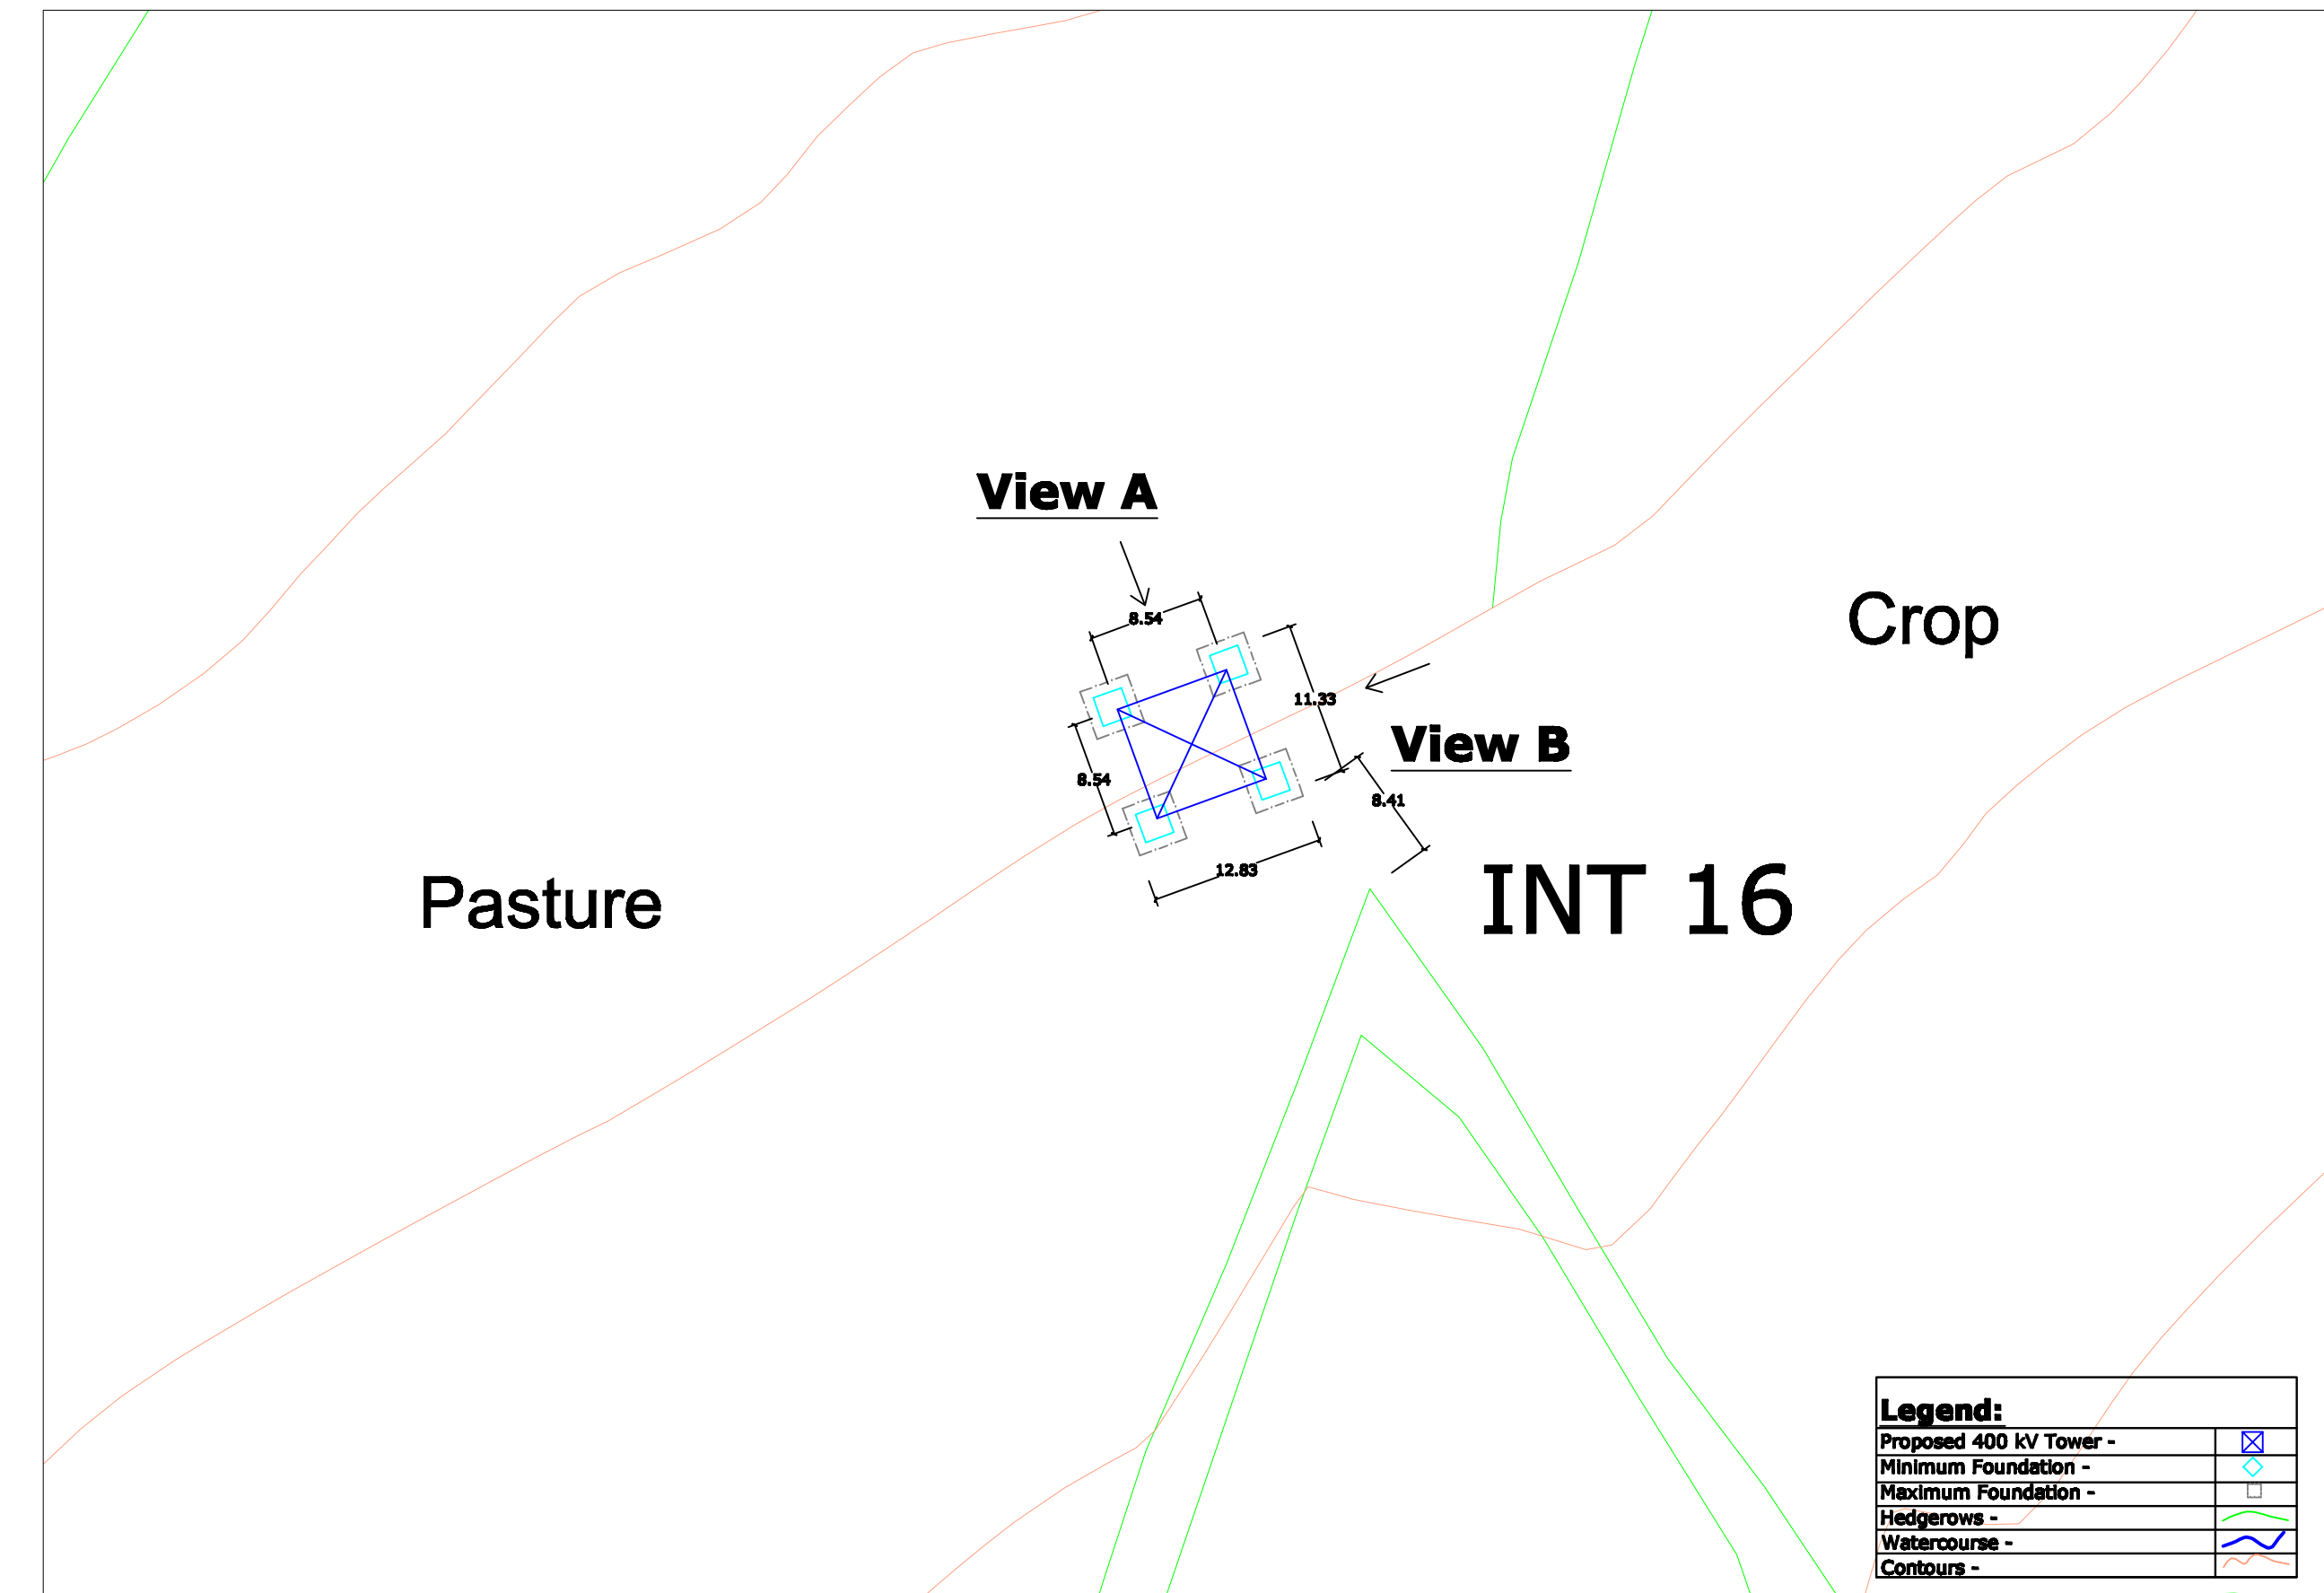 View A
8.54
Crop
11.33
View B
8.54
8.41
12.83
INT 16
Pasture
Legend:
Proposed 400 kV Tower -
Minimum Foundation -
Maximum Foundation -
Hedgerows -
Watercourse -
Contours -